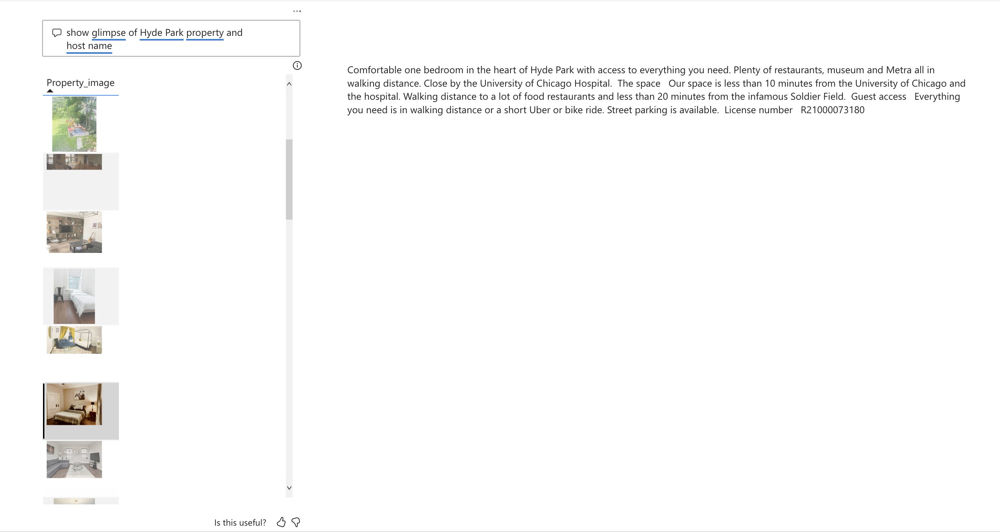 show glimpse of Hyde Park property and
host name
Property_image
Comfortable one bedroom in the heart of Hyde Park with access to everything you need. Plenty of restaurants, museum and Metra all in
walking distance. Close by the University of Chicago Hospital.  The space   Our space is less than 10 minutes from the University of Chicago and
the hospital. Walking distance to a lot of food restaurants and less than 20 minutes from the infamous Soldier Field.  Guest access   Everything
you need is in walking distance or a short Uber or bike ride. Street parking is available.  License number   R21000073180
Is this useful?